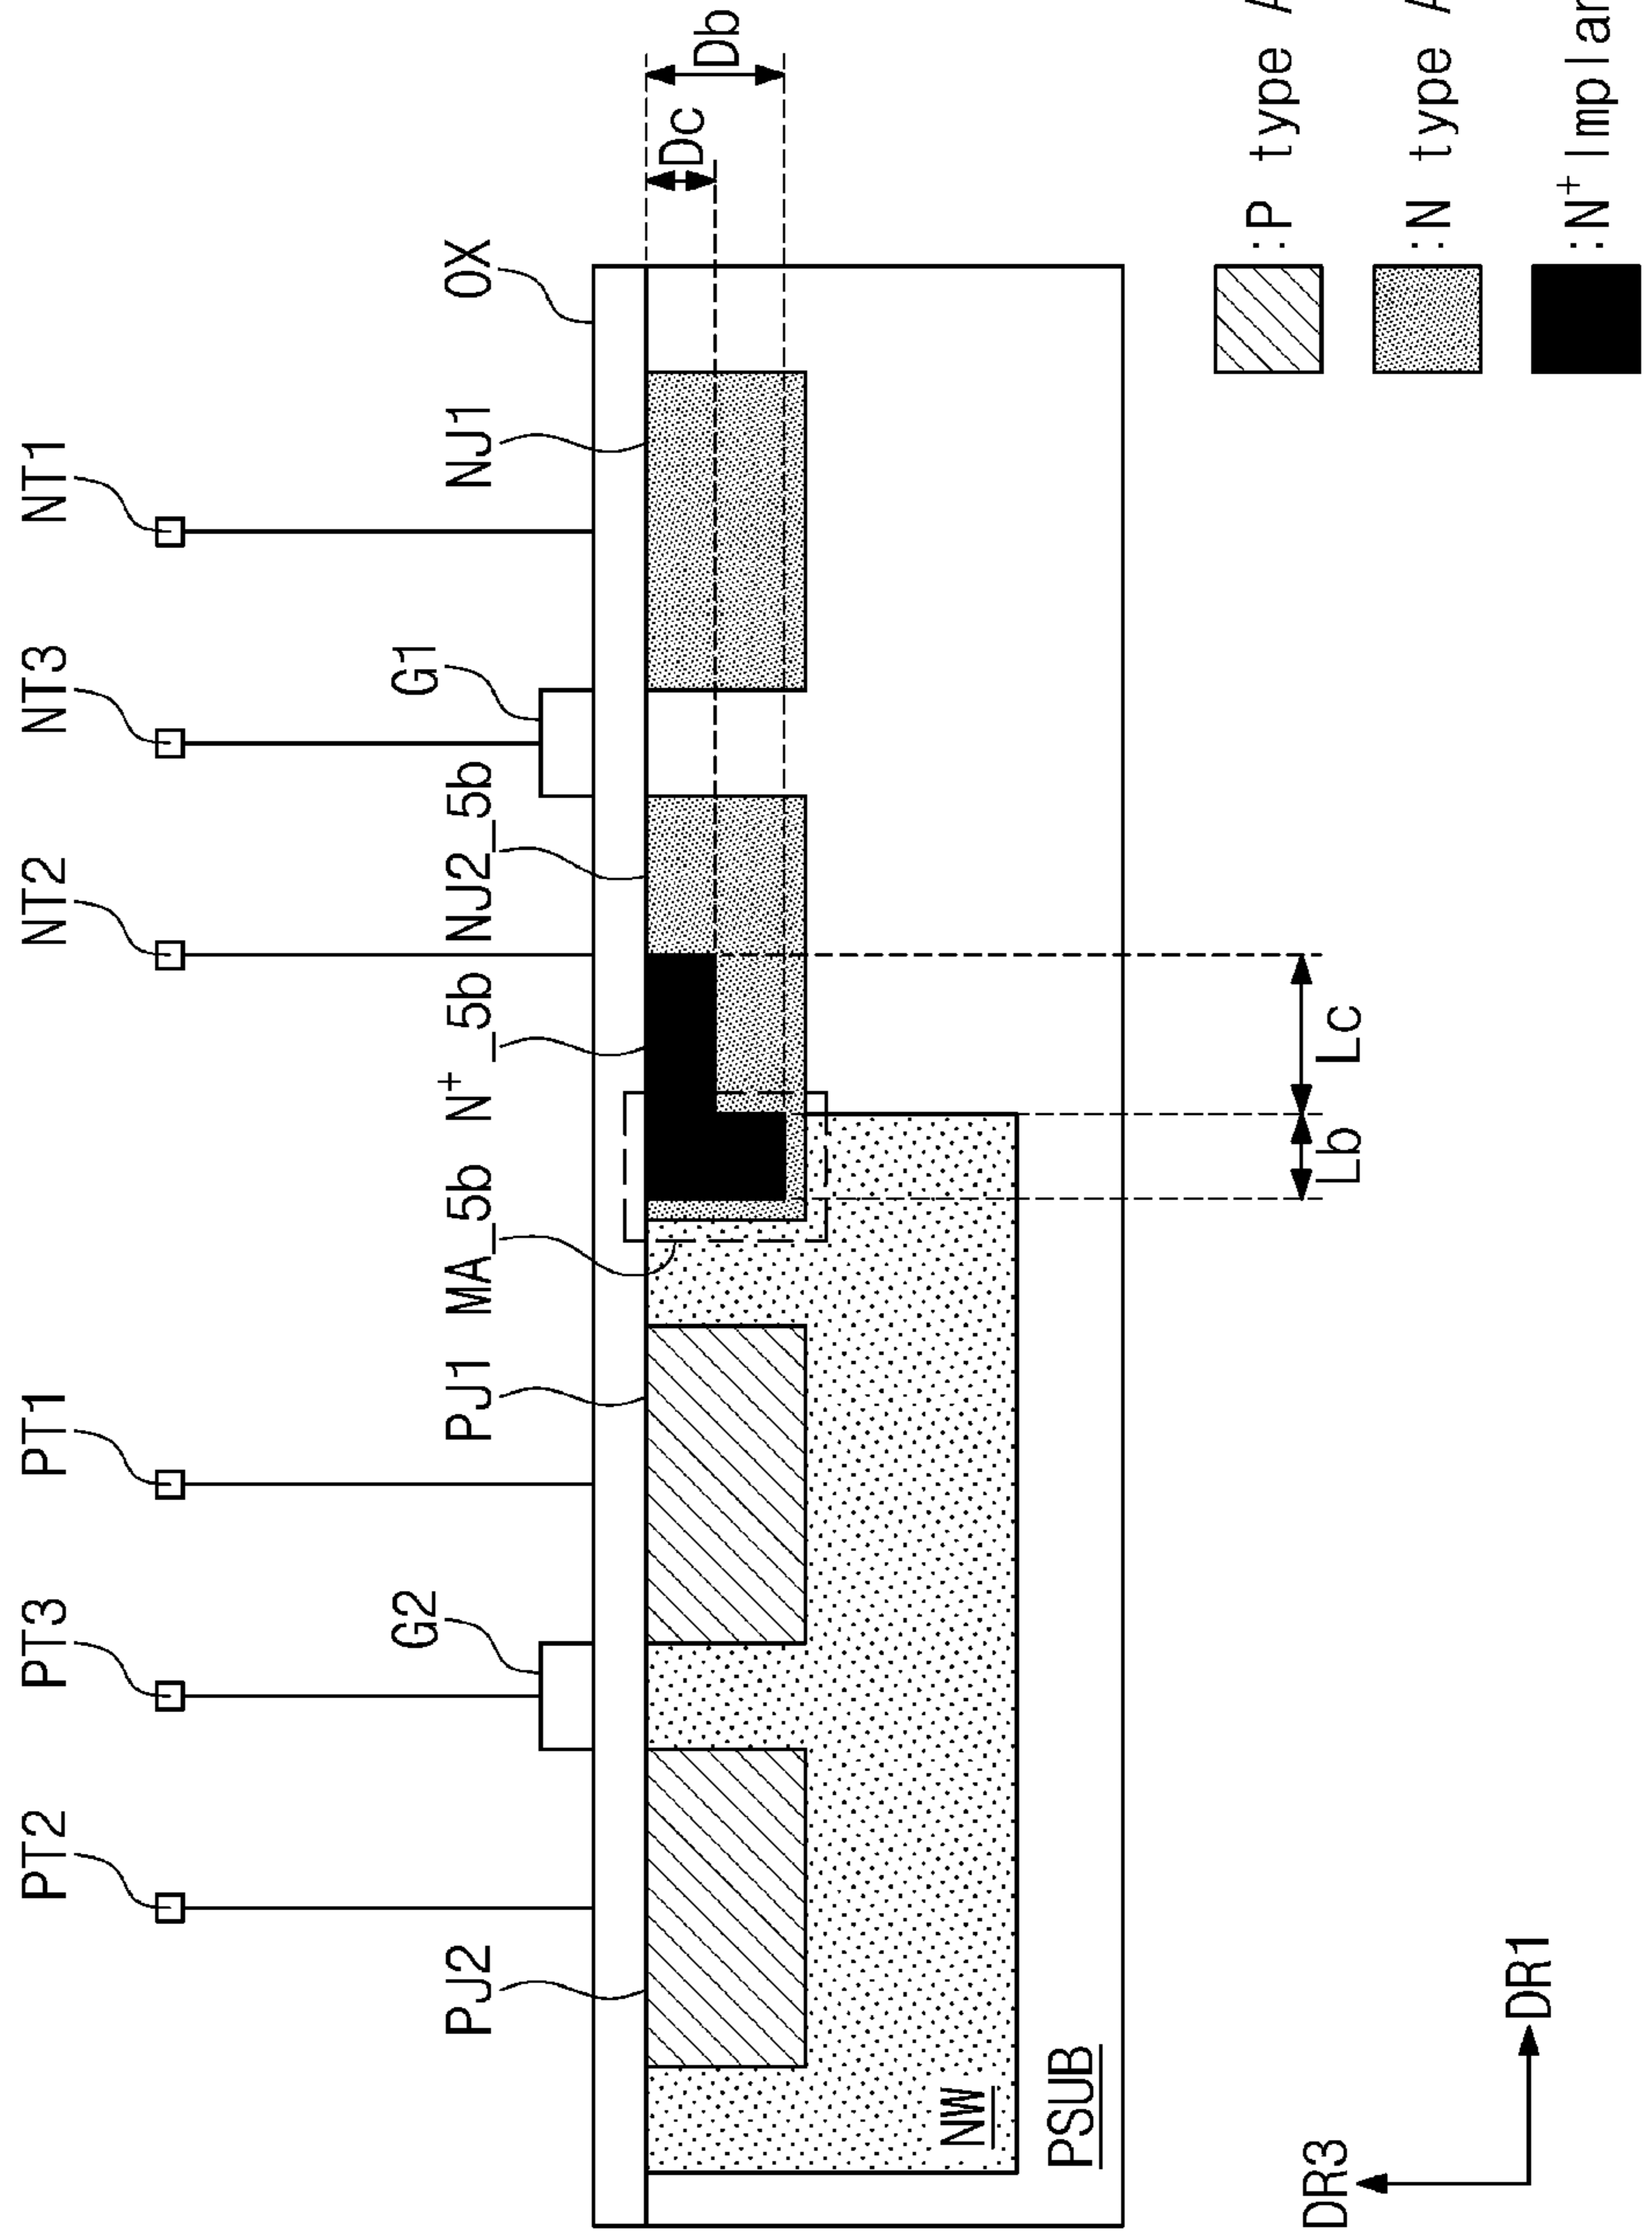 PT2 PT3 PT1 NT2 NT3 NT1
G2 G1
PJ2 PJ1 MA_5b N⁺_5b NJ2_5b NJ1 OX
Dc
Db
NW
PSUB
Lb Lc
DR3
DR1
:P type
:N type
:N⁺